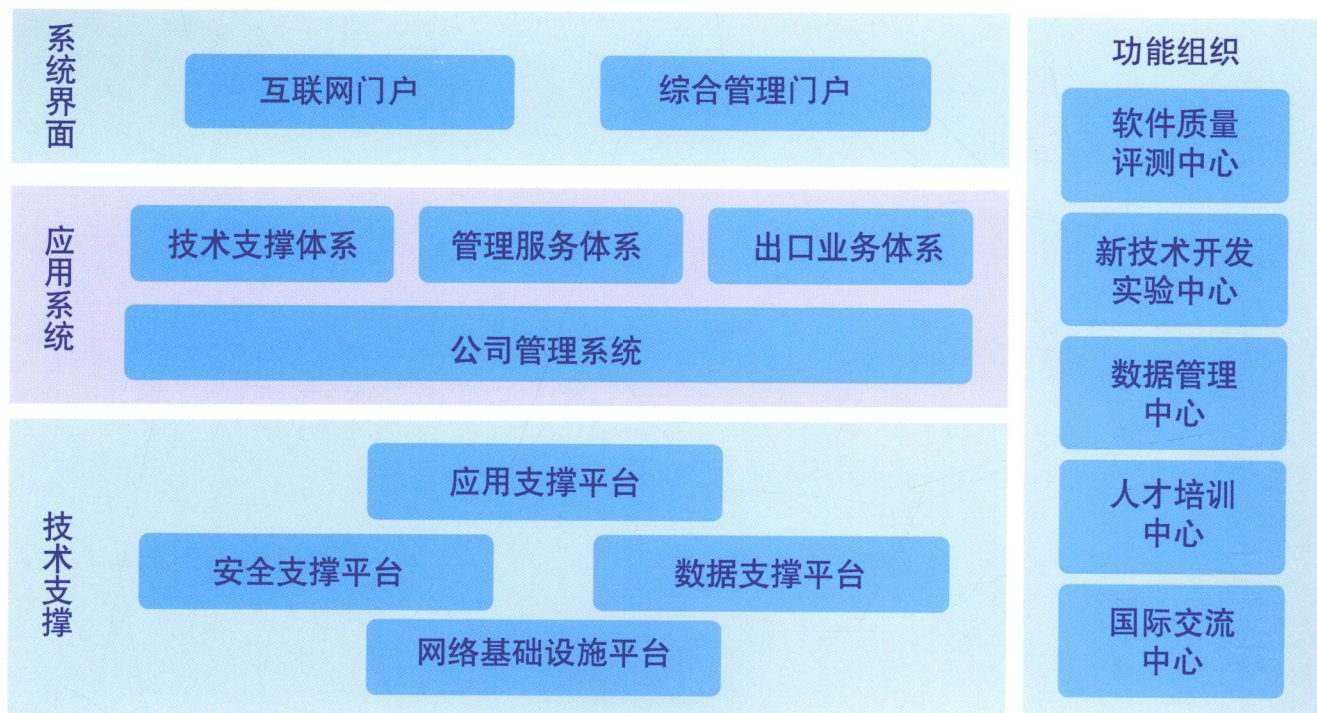 系统界面
互联网门户
综合管理门户
应用系统
技术支撑体系
管理服务体系
出口业务体系
公司管理系统
技术支撑
应用支撑平台
安全支撑平台
数据支撑平台
网络基础设施平台
功能组织
软件质量
评测中心
新技术开发
实验中心
数据管理
中心
人才培训
中心
国际交流
中心